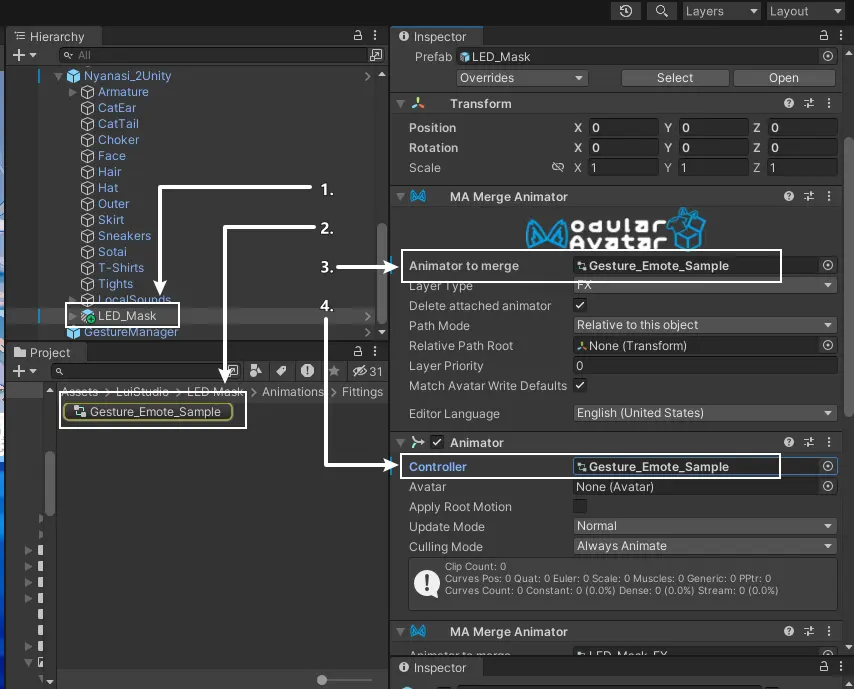 Layers
Layout
Hierarchy
All
Nyanasi_2Unity
Armature
CatEar
CatTail
Choker
Face
Hair
Hat
Outer
Skirt
Sneakers
Sotai
T-Shirts
Tights
LocalSounds
LED_Mask
GestureManager
1.
2.
3.
4.
Project
31
Assets > LuiStudio > LED Mask > Animations > Fittings
Gesture_Emote_Sample
Inspector
Prefab LED_Mask
Overrides Select Open
Transform
Position X 0 Y 0 Z 0
Rotation X 0 Y 0 Z 0
Scale X 1 Y 1 Z 1
MA Merge Animator
Modular
Avatar
Animator to merge Gesture_Emote_Sample
Layer Type FX
Delete attached animator
Path Mode Relative to this object
Relative Path Root None (Transform)
Layer Priority 0
Match Avatar Write Defaults
Editor Language English (United States)
Animator
Controller Gesture_Emote_Sample
Avatar None (Avatar)
Apply Root Motion
Update Mode Normal
Culling Mode Always Animate
Clip Count: 0
Curves Pos: 0 Quat: 0 Euler: 0 Scale: 0 Muscles: 0 Generic: 0 PPtr: 0
Curves Count: 0 Constant: 0 (0.0%) Dense: 0 (0.0%) Stream: 0 (0.0%)
MA Merge Animator
Animator to merge LED_Mask_FX
Inspector